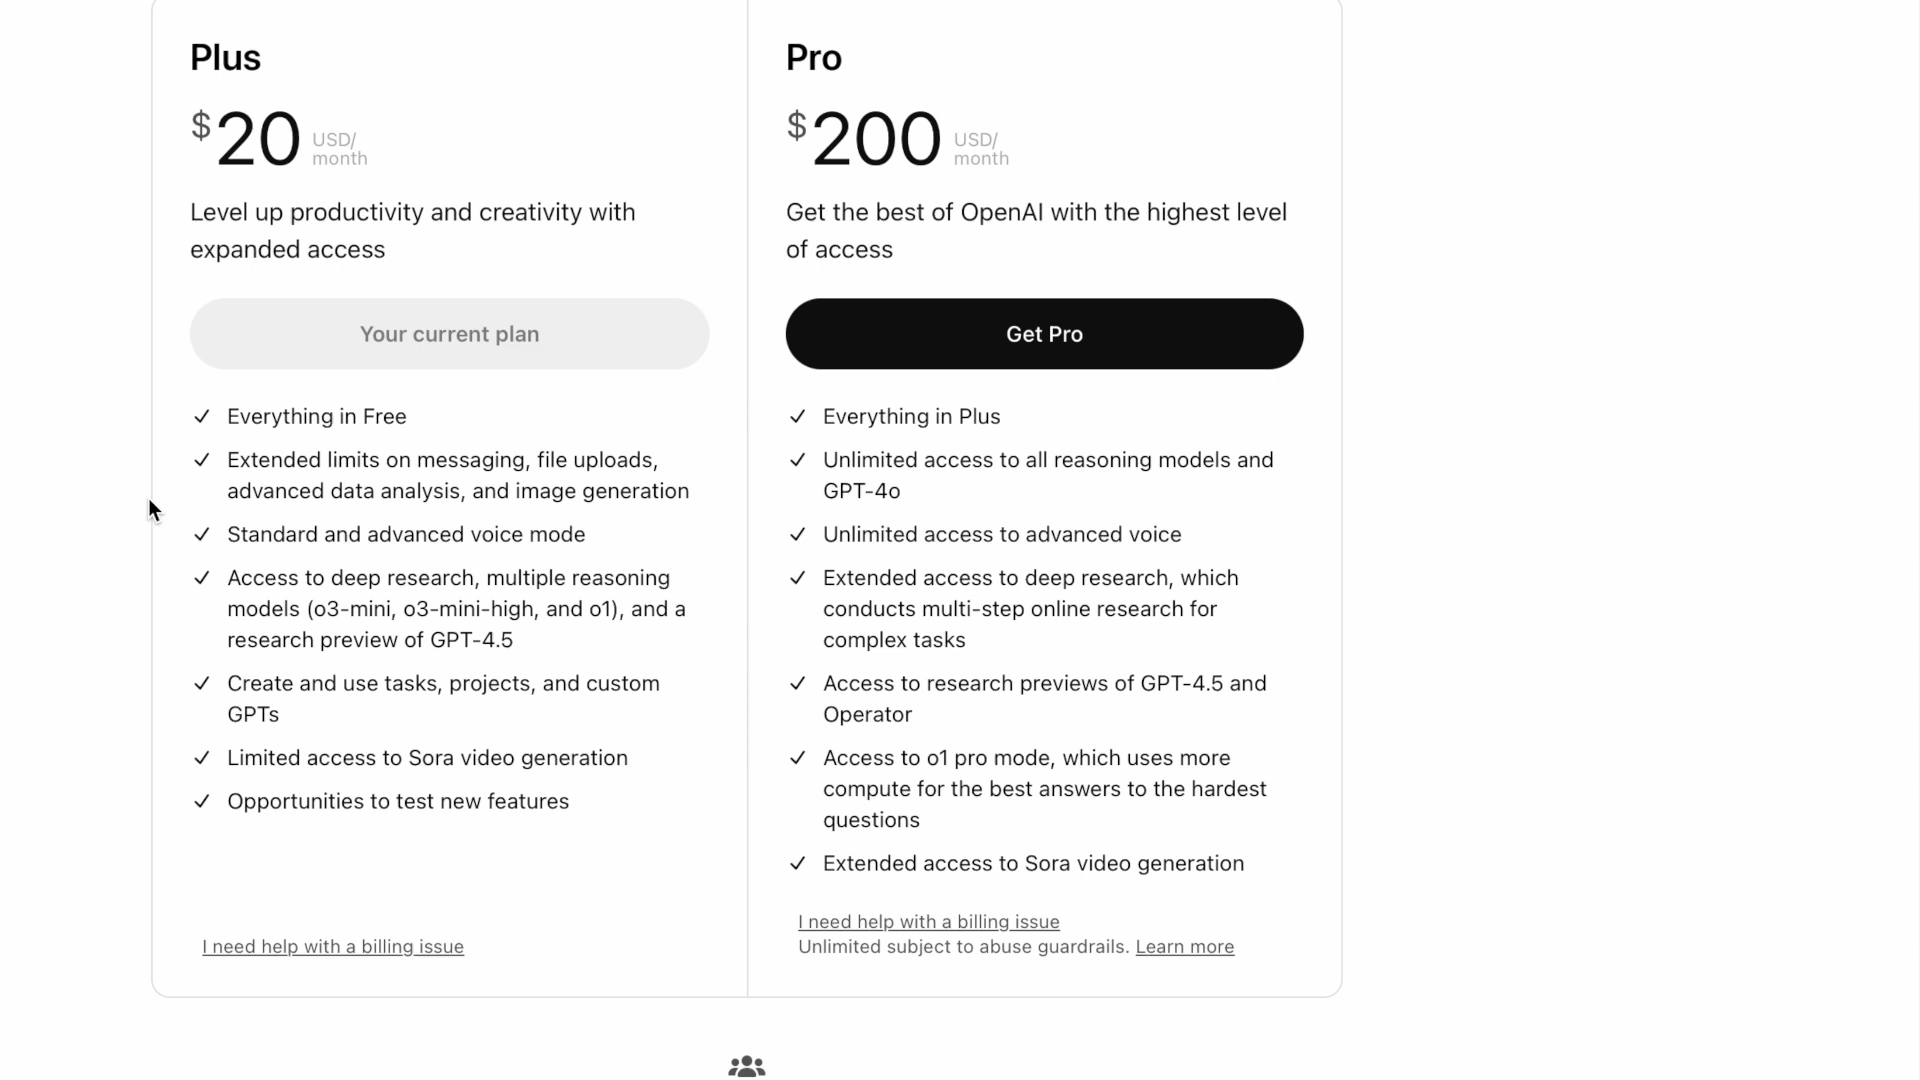 Plus
$20 USD/
month
Level up productivity and creativity with
expanded access
Your current plan
Everything in Free
Extended limits on messaging, file uploads,
advanced data analysis, and image generation
Standard and advanced voice mode
Access to deep research, multiple reasoning
models (o3-mini, o3-mini-high, and o1), and a
research preview of GPT-4.5
Create and use tasks, projects, and custom
GPTs
Limited access to Sora video generation
Opportunities to test new features
I need help with a billing issue
Pro
$200 USD/
month
Get the best of OpenAI with the highest level
of access
Get Pro
Everything in Plus
Unlimited access to all reasoning models and
GPT-4o
Unlimited access to advanced voice
Extended access to deep research, which
conducts multi-step online research for
complex tasks
Access to research previews of GPT-4.5 and
Operator
Access to o1 pro mode, which uses more
compute for the best answers to the hardest
questions
Extended access to Sora video generation
I need help with a billing issue
Unlimited subject to abuse guardrails. Learn more